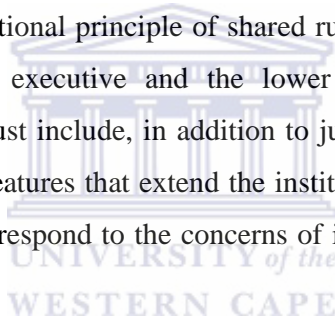 tional principle of shared ru
executive and the lower
ust include, in addition to ju
eatures that extend the instit
respond to the concerns of i
UNIVERSITY of the
WESTERN CAPE